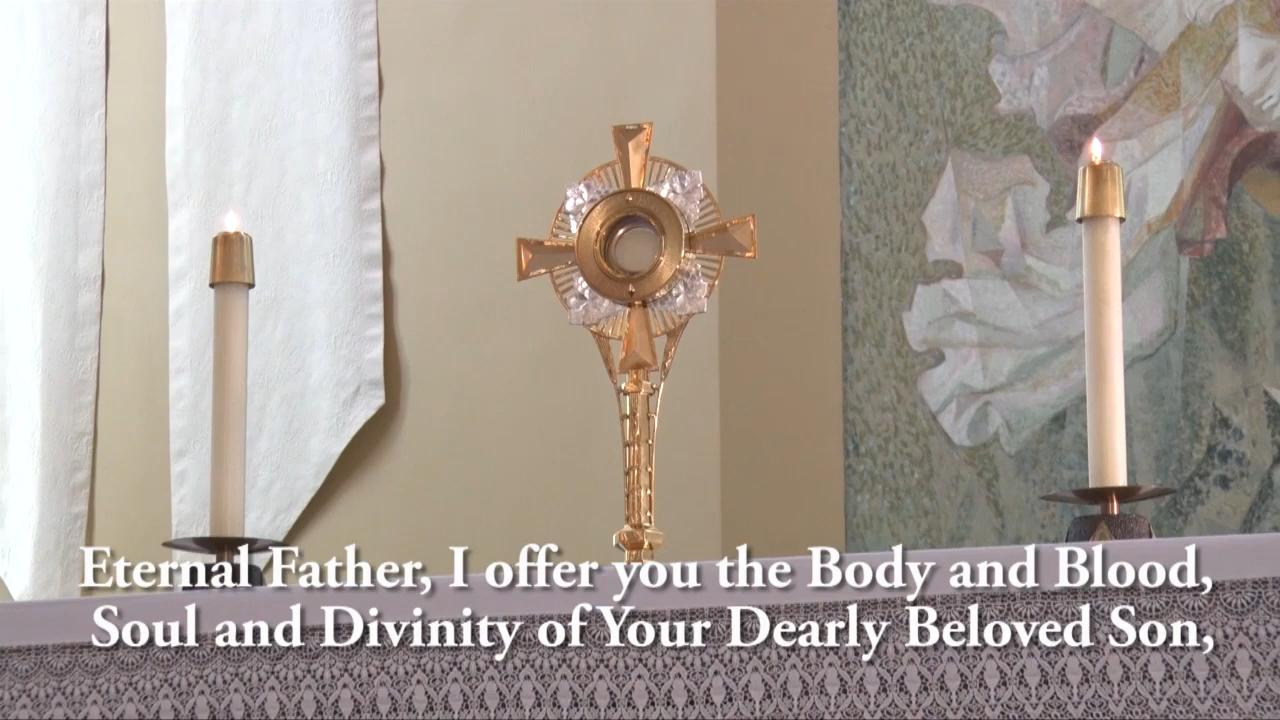 Eternal Father, I offer you the Body and Blood,
Soul and Divinity of Your Dearly Beloved Son,